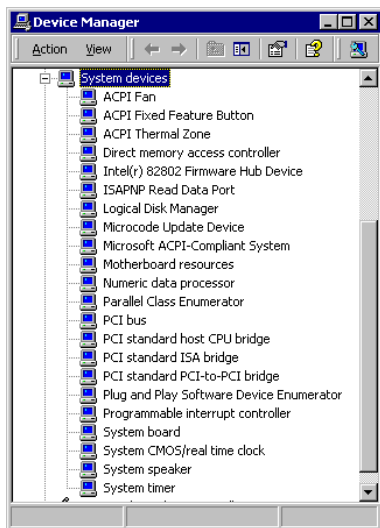 Device Manager
Action View
System devices
ACPI Fan
ACPI Fixed Feature Button
ACPI Thermal Zone
Direct memory access controller
Intel(r) 82802 Firmware Hub Device
ISAPNP Read Data Port
Logical Disk Manager
Microcode Update Device
Microsoft ACPI-Compliant System
Motherboard resources
Numeric data processor
Parallel Class Enumerator
PCI bus
PCI standard host CPU bridge
PCI standard ISA bridge
PCI standard PCI-to-PCI bridge
Plug and Play Software Device Enumerator
Programmable interrupt controller
System board
System CMOS/real time clock
System speaker
System timer